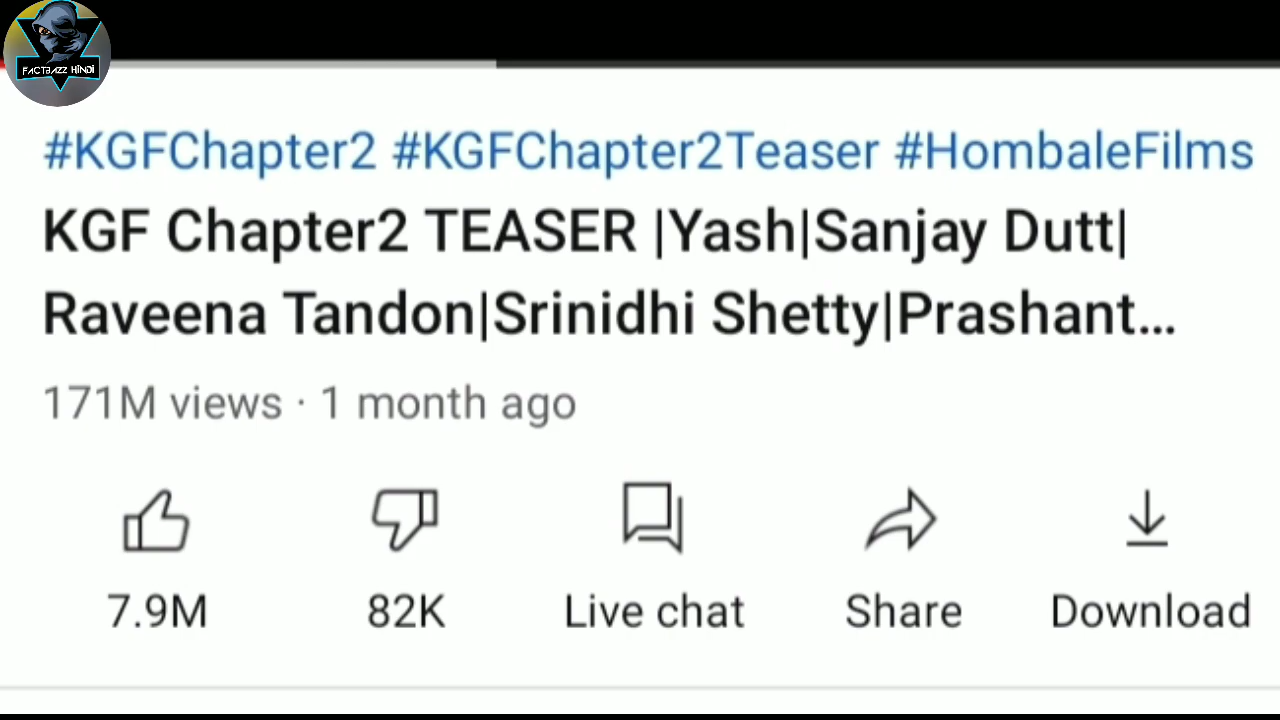 FACTBAZZ HINDI
#KGFChapter2 #KGFChapter2Teaser #HombaleFilms
KGF Chapter2 TEASER |Yash|Sanjay Dutt|
Raveena Tandon|Srinidhi Shetty|Prashant...
171M views · 1 month ago
7.9M 82K Live chat Share Download